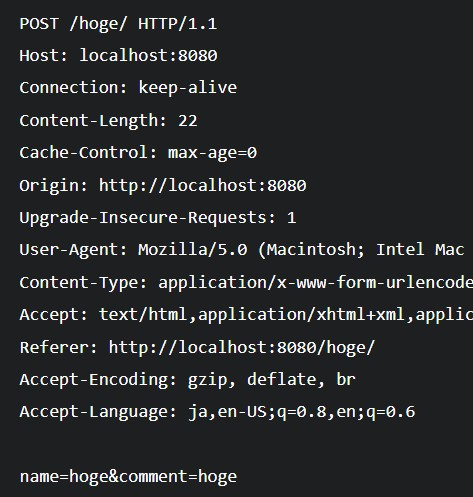 POST /hoge/ HTTP/1.1
Host: localhost:8080
Connection: keep-alive
Content-Length: 22
Cache-Control: max-age=0
Origin: http://localhost:8080
Upgrade-Insecure-Requests: 1
User-Agent: Mozilla/5.0 (Macintosh; Intel Mac
Content-Type: application/x-www-form-urlencode
Accept: text/html,application/xhtml+xml,applic
Referer: http://localhost:8080/hoge/
Accept-Encoding: gzip, deflate, br
Accept-Language: ja,en-US;q=0.8,en;q=0.6
name=hoge&comment=hoge